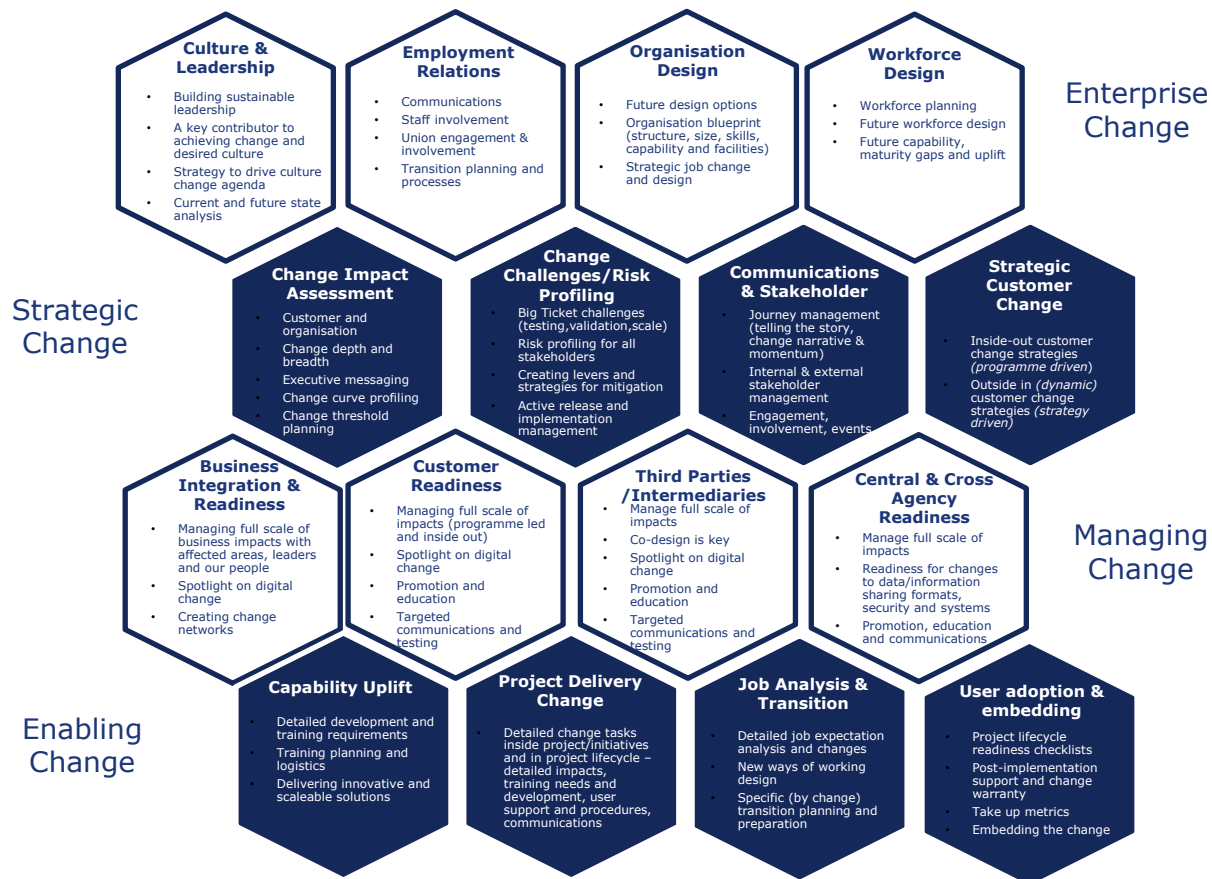 Culture &
Leadership
• Building sustainable
leadership
• A key contributor to
achieving change and
desired culture
• Strategy to drive culture
change agenda
• Current and future state
analysis
Employment
Relations
• Communications
• Staff involvement
• Union engagement &
involvement
• Transition planning and
processes
Organisation
Design
• Future design options
• Organisation blueprint
(structure, size, skills,
capability and facilities)
• Strategic job change
and design
Workforce
Design
• Workforce planning
• Future workforce design
• Future capability,
maturity gaps and uplift
Enterprise
Change
Strategic
Change
Change Impact
Assessment
• Customer and
organisation
• Change depth and
breadth
• Executive messaging
• Change curve profiling
• Change threshold
planning
Change
Challenges/Risk
Profiling
• Big Ticket challenges
(testing,validation,scale)
• Risk profiling for all
stakeholders
• Creating levers and
strategies for mitigation
• Active release and
implementation
management
Communications
& Stakeholder
• Journey management
(telling the story,
change narrative &
momentum)
• Internal & external
stakeholder
management
• Engagement,
involvement, events
Strategic
Customer
Change
• Inside-out customer
change strategies
(programme driven)
• Outside in (dynamic)
customer change
strategies (strategy
driven)
Business
Integration &
Readiness
• Managing full scale of
business impacts with
affected areas, leaders
and our people
• Spotlight on digital
change
• Creating change
networks
Customer
Readiness
• Managing full scale of
impacts (programme led
and inside out)
• Spotlight on digital
change
• Promotion and
education
• Targeted
communications and
testing
Third Parties
/Intermediaries
• Manage full scale of
impacts
• Co-design is key
• Spotlight on digital
change
• Promotion and
education
• Targeted
communications and
testing
Central & Cross
Agency
Readiness
• Manage full scale of
impacts
• Readiness for changes
to data/information
sharing formats,
security and systems
• Promotion, education
and communications
Managing
Change
Enabling
Change
Capability Uplift
• Detailed development and
training requirements
• Training planning and
logistics
• Delivering innovative and
scaleable solutions
Project Delivery
Change
• Detailed change tasks
inside project/initiatives
and in project lifecycle –
detailed impacts,
training needs and
development, user
support and procedures,
communications
Job Analysis &
Transition
• Detailed job expectation
analysis and changes
• New ways of working
design
• Specific (by change)
transition planning and
preparation
User adoption &
embedding
• Project lifecycle
readiness checklists
• Post-implementation
support and change
warranty
• Take up metrics
• Embedding the change